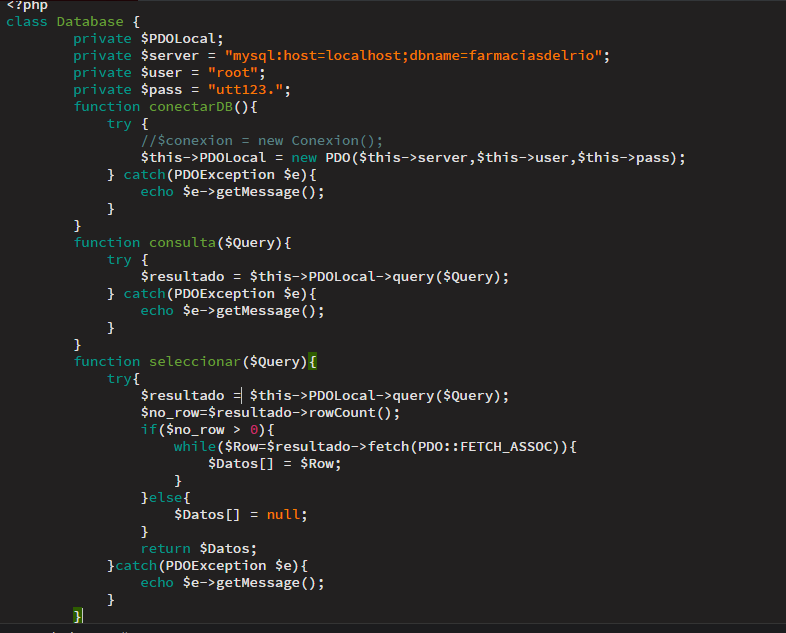 <?php
class Database {
private $PDOLocal;
private $server = "mysql:host=localhost;dbname=farmaciasdelrio";
private $user = "root";
private $pass = "utt123.";
function conectarDB(){
try {
//$conexion = new Conexion();
$this->PDOLocal = new PDO($this->server,$this->user,$this->pass);
} catch(PDOException $e){
echo $e->getMessage();
}
}
function consulta($Query){
try {
$resultado = $this->PDOLocal->query($Query);
} catch(PDOException $e){
echo $e->getMessage();
}
}
function seleccionar($Query){
try{
$resultado = $this->PDOLocal->query($Query);
$no_row=$resultado->rowCount();
if($no_row > 0){
while($Row=$resultado->fetch(PDO::FETCH_ASSOC)){
$Datos[] = $Row;
}
}else{
$Datos[] = null;
}
return $Datos;
}catch(PDOException $e){
echo $e->getMessage();
}
}